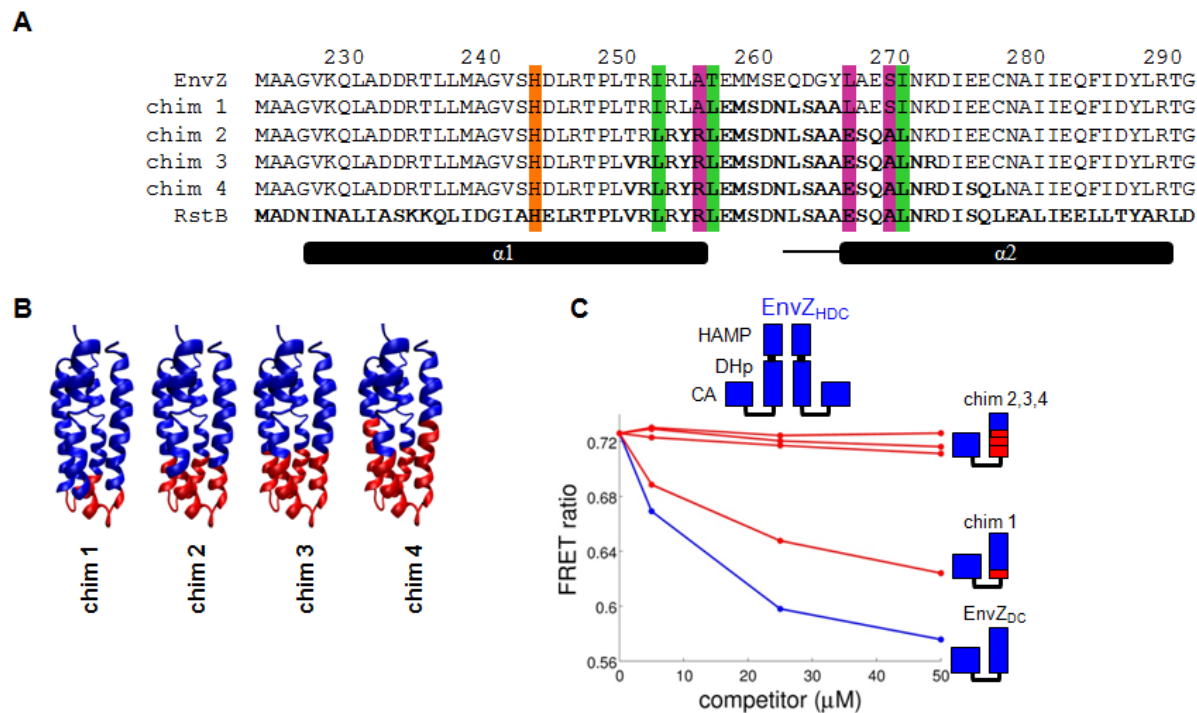 A
230 240 250 260 270 280 290
EnvZ MAAGVKQLADDRTLLMAGVSHDLRTPLTRIRLATEMMSEQDGYLAESINKDIEECNAIIEQFIDYLRTG
chim 1 MAAGVKQLADDRTLLMAGVSHDLRTPLTRIRLALEMSDNLSAALAESINKDIEECNAIIEQFIDYLRTG
chim 2 MAAGVKQLADDRTLLMAGVSHDLRTPLTRLRYRLEMSDNLSAAESQALNKDIEECNAIIEQFIDYLRTG
chim 3 MAAGVKQLADDRTLLMAGVSHDLRTPLVRLRYRLEMSDNLSAAESQALNRDIEECNAIIEQFIDYLRTG
chim 4 MAAGVKQLADDRTLLMAGVSHDLRTPLVRLRYRLEMSDNLSAAESQALNRDISQLNAIIEQFIDYLRTG
RstB MADNINALIASKKQLIDGIAHELRTPLVRLRYRLEMSDNLSAAESQALNRDISQLEALIEELLTYARLD
α1 α2
B
chim 1
chim 2
chim 3
chim 4
C
EnvZHDC
HAMP
DHp
CA
chim 2,3,4
chim 1
EnvZDC
FRET ratio
0.72
0.68
0.64
0.6
0.56
0 10 20 30 40 50
competitor (μM)